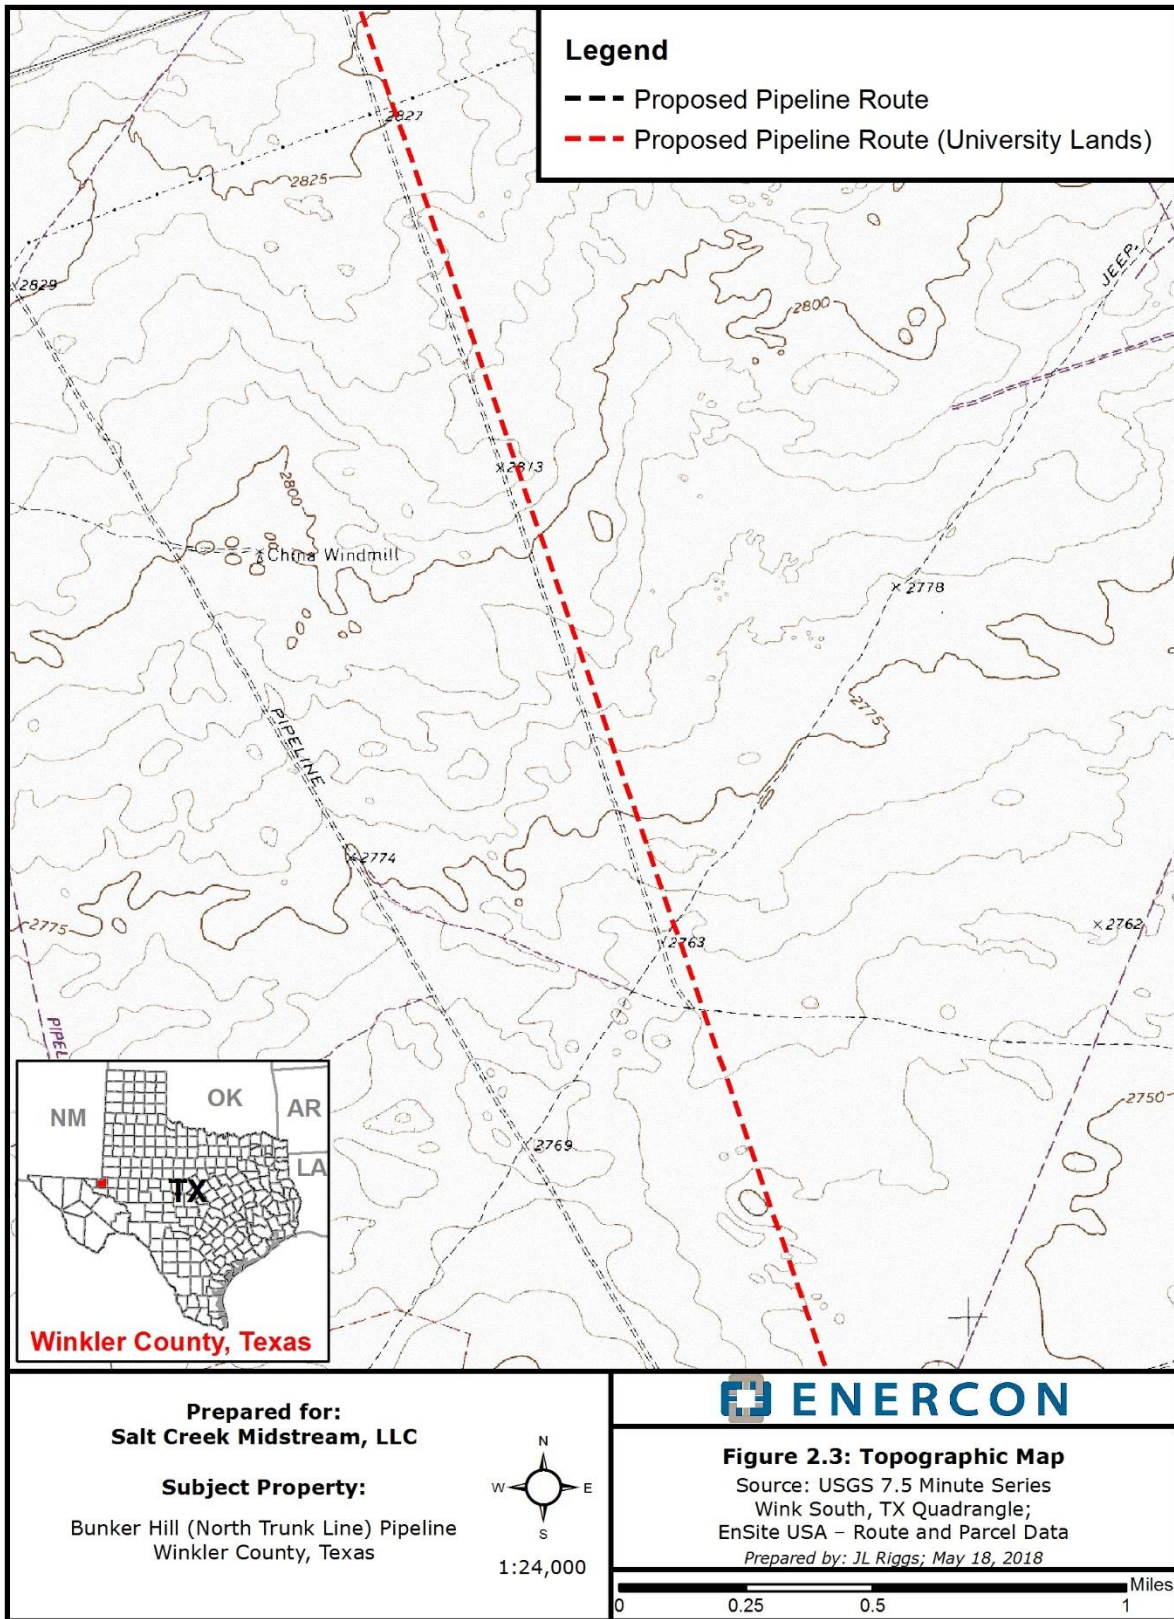 Legend
Proposed Pipeline Route
Proposed Pipeline Route (University Lands)
2827
2825
2829
JEEP
2800
2813
2800
China Windmill
2778
2775
PIPELINE
2774
2775
2763
2762
PIPEL
2750
2769
NM
OK
AR
LA
TX
Winkler County, Texas
Prepared for:
Salt Creek Midstream, LLC
Subject Property:
Bunker Hill (North Trunk Line) Pipeline
Winkler County, Texas
N
W E
S
1:24,000
ENERCON
Figure 2.3: Topographic Map
Source: USGS 7.5 Minute Series
Wink South, TX Quadrangle;
EnSite USA – Route and Parcel Data
Prepared by: JL Riggs; May 18, 2018
Miles
0 0.25 0.5 1